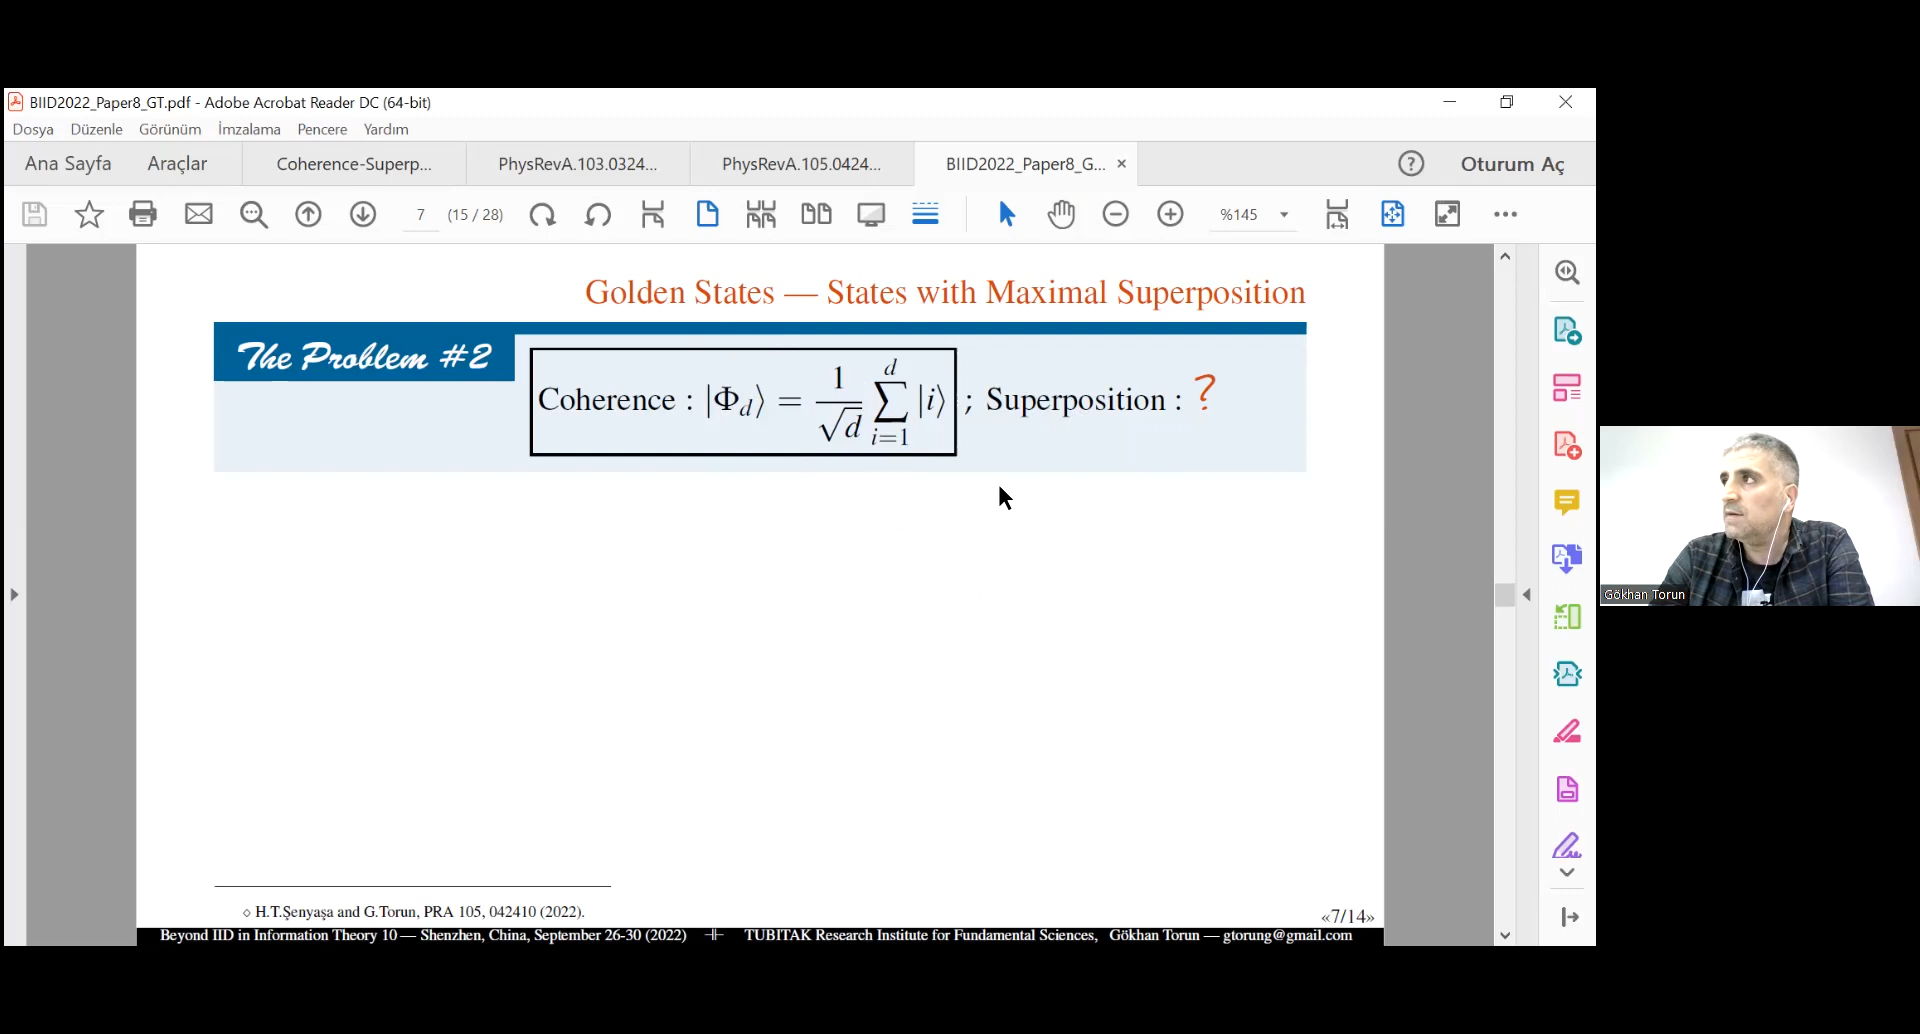 BIID2022_Paper8_GT.pdf - Adobe Acrobat Reader DC (64-bit)
Dosya Düzenle Görünüm İmzalama Pencere Yardım
Ana Sayfa Araçlar Coherence-Superp... PhysRevA.103.0324... PhysRevA.105.0424... BIID2022_Paper8_G... × ? Oturum Aç
7 (15 / 28) %145
Golden States — States with Maximal Superposition
The Problem #2
Coherence : |Φ_d⟩ = 1/√d ∑_{i=1}^{d} |i⟩ ; Superposition : ?
⋄ H.T.Şenyaşa and G.Torun, PRA 105, 042410 (2022).
«7/14»
Beyond IID in Information Theory 10 — Shenzhen, China, September 26-30 (2022) ⊣⊢ TUBITAK Research Institute for Fundamental Sciences, Gökhan Torun — gtorung@gmail.com
Gökhan Torun